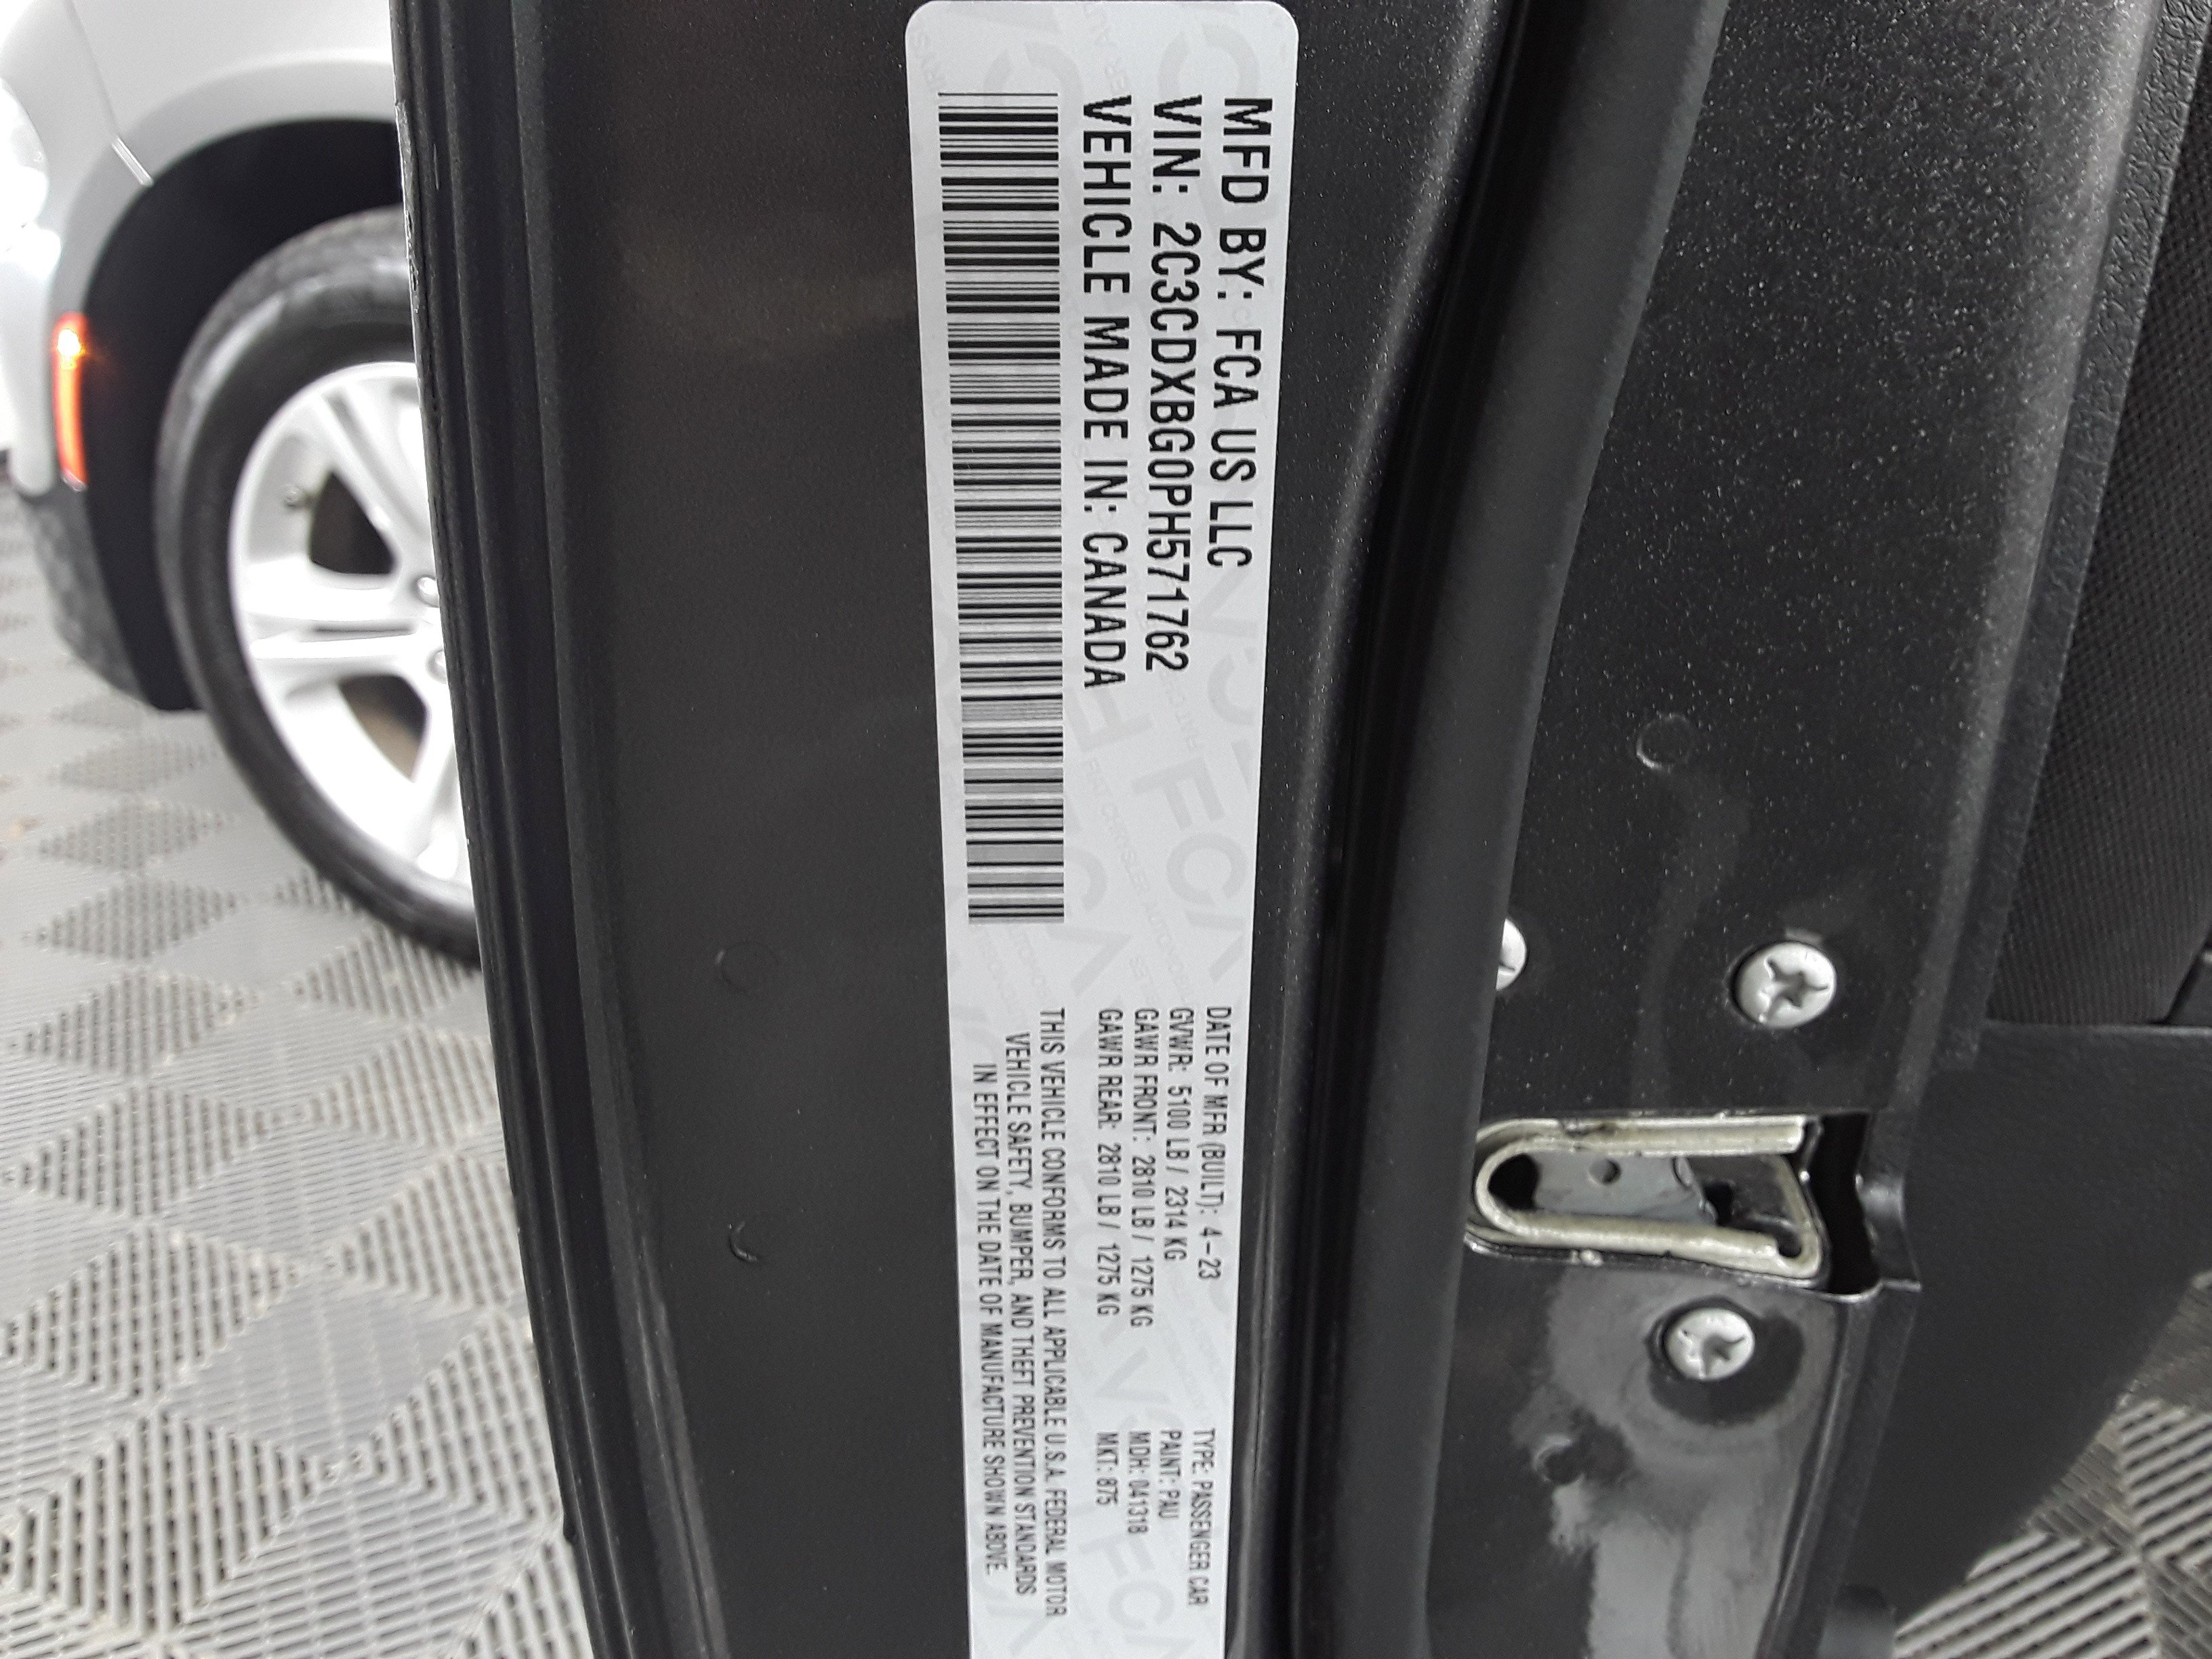 MFD BY: FCA US LLC
VIN: 2C3CDXBG0PH571762
VEHICLE MADE IN: CANADA
DATE OF MFR (BUILT): 4-23
GVWR: 5100 LB / 2314 KG
GAWR FRONT: 2810 LB / 1275 KG
GAWR REAR: 2810 LB / 1275 KG
THIS VEHICLE CONFORMS TO ALL APPLICABLE U.S.A. FEDERAL MOTOR
VEHICLE SAFETY, BUMPER, AND THEFT PREVENTION STANDARDS
IN EFFECT ON THE DATE OF MANUFACTURE SHOWN ABOVE.
TYPE: PASSENGER CAR
PAINT: PAU
MDH: 041318
MKT: 875